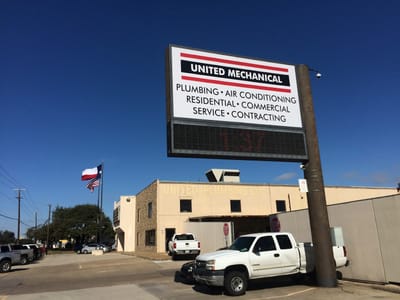 UNITED MECHANICAL
PLUMBING • AIR CONDITIONING
RESIDENTIAL • COMMERCIAL
SERVICE • CONTRACTING